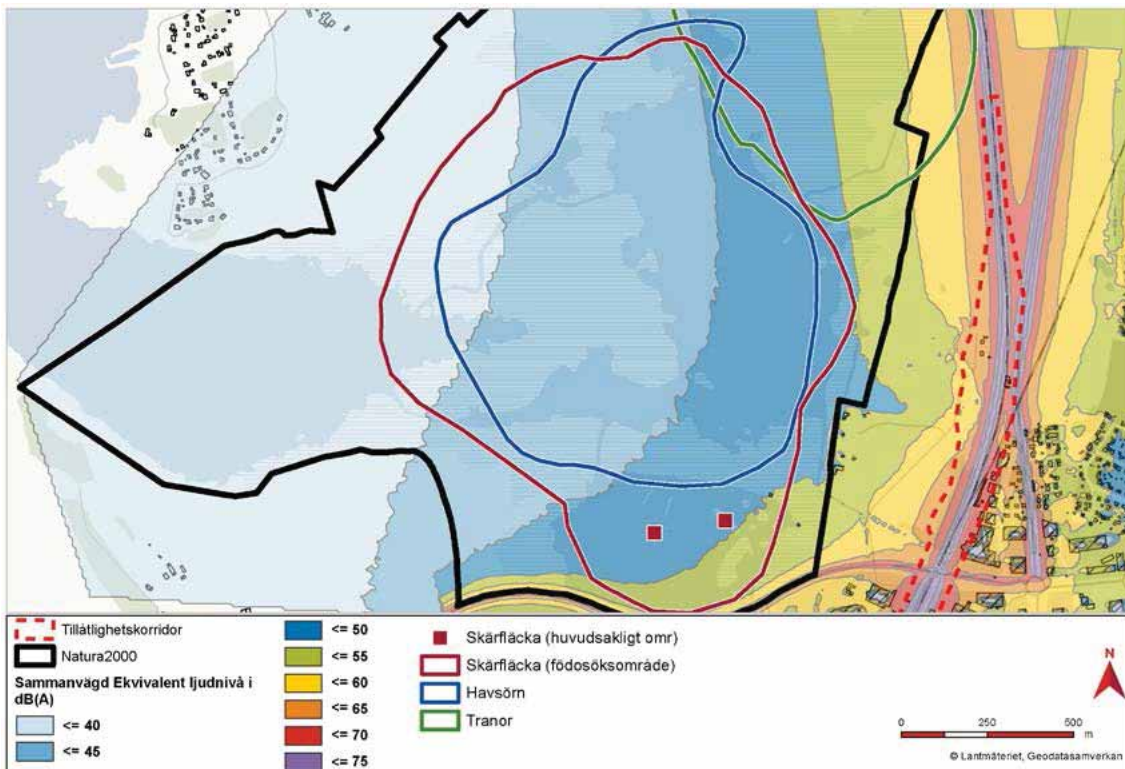 Tillåtlighetskorridor
Natura2000
Sammanvägd Ekvivalent ljudnivå i
dB(A)
<= 40
<= 45
<= 50
<= 55
<= 60
<= 65
<= 70
<= 75
Skärfläcka (huvudsakligt omr)
Skärfläcka (födosöksområde)
Havsörn
Tranor
N
0 250 500
m
© Lantmäteriet, Geodatasamverkan